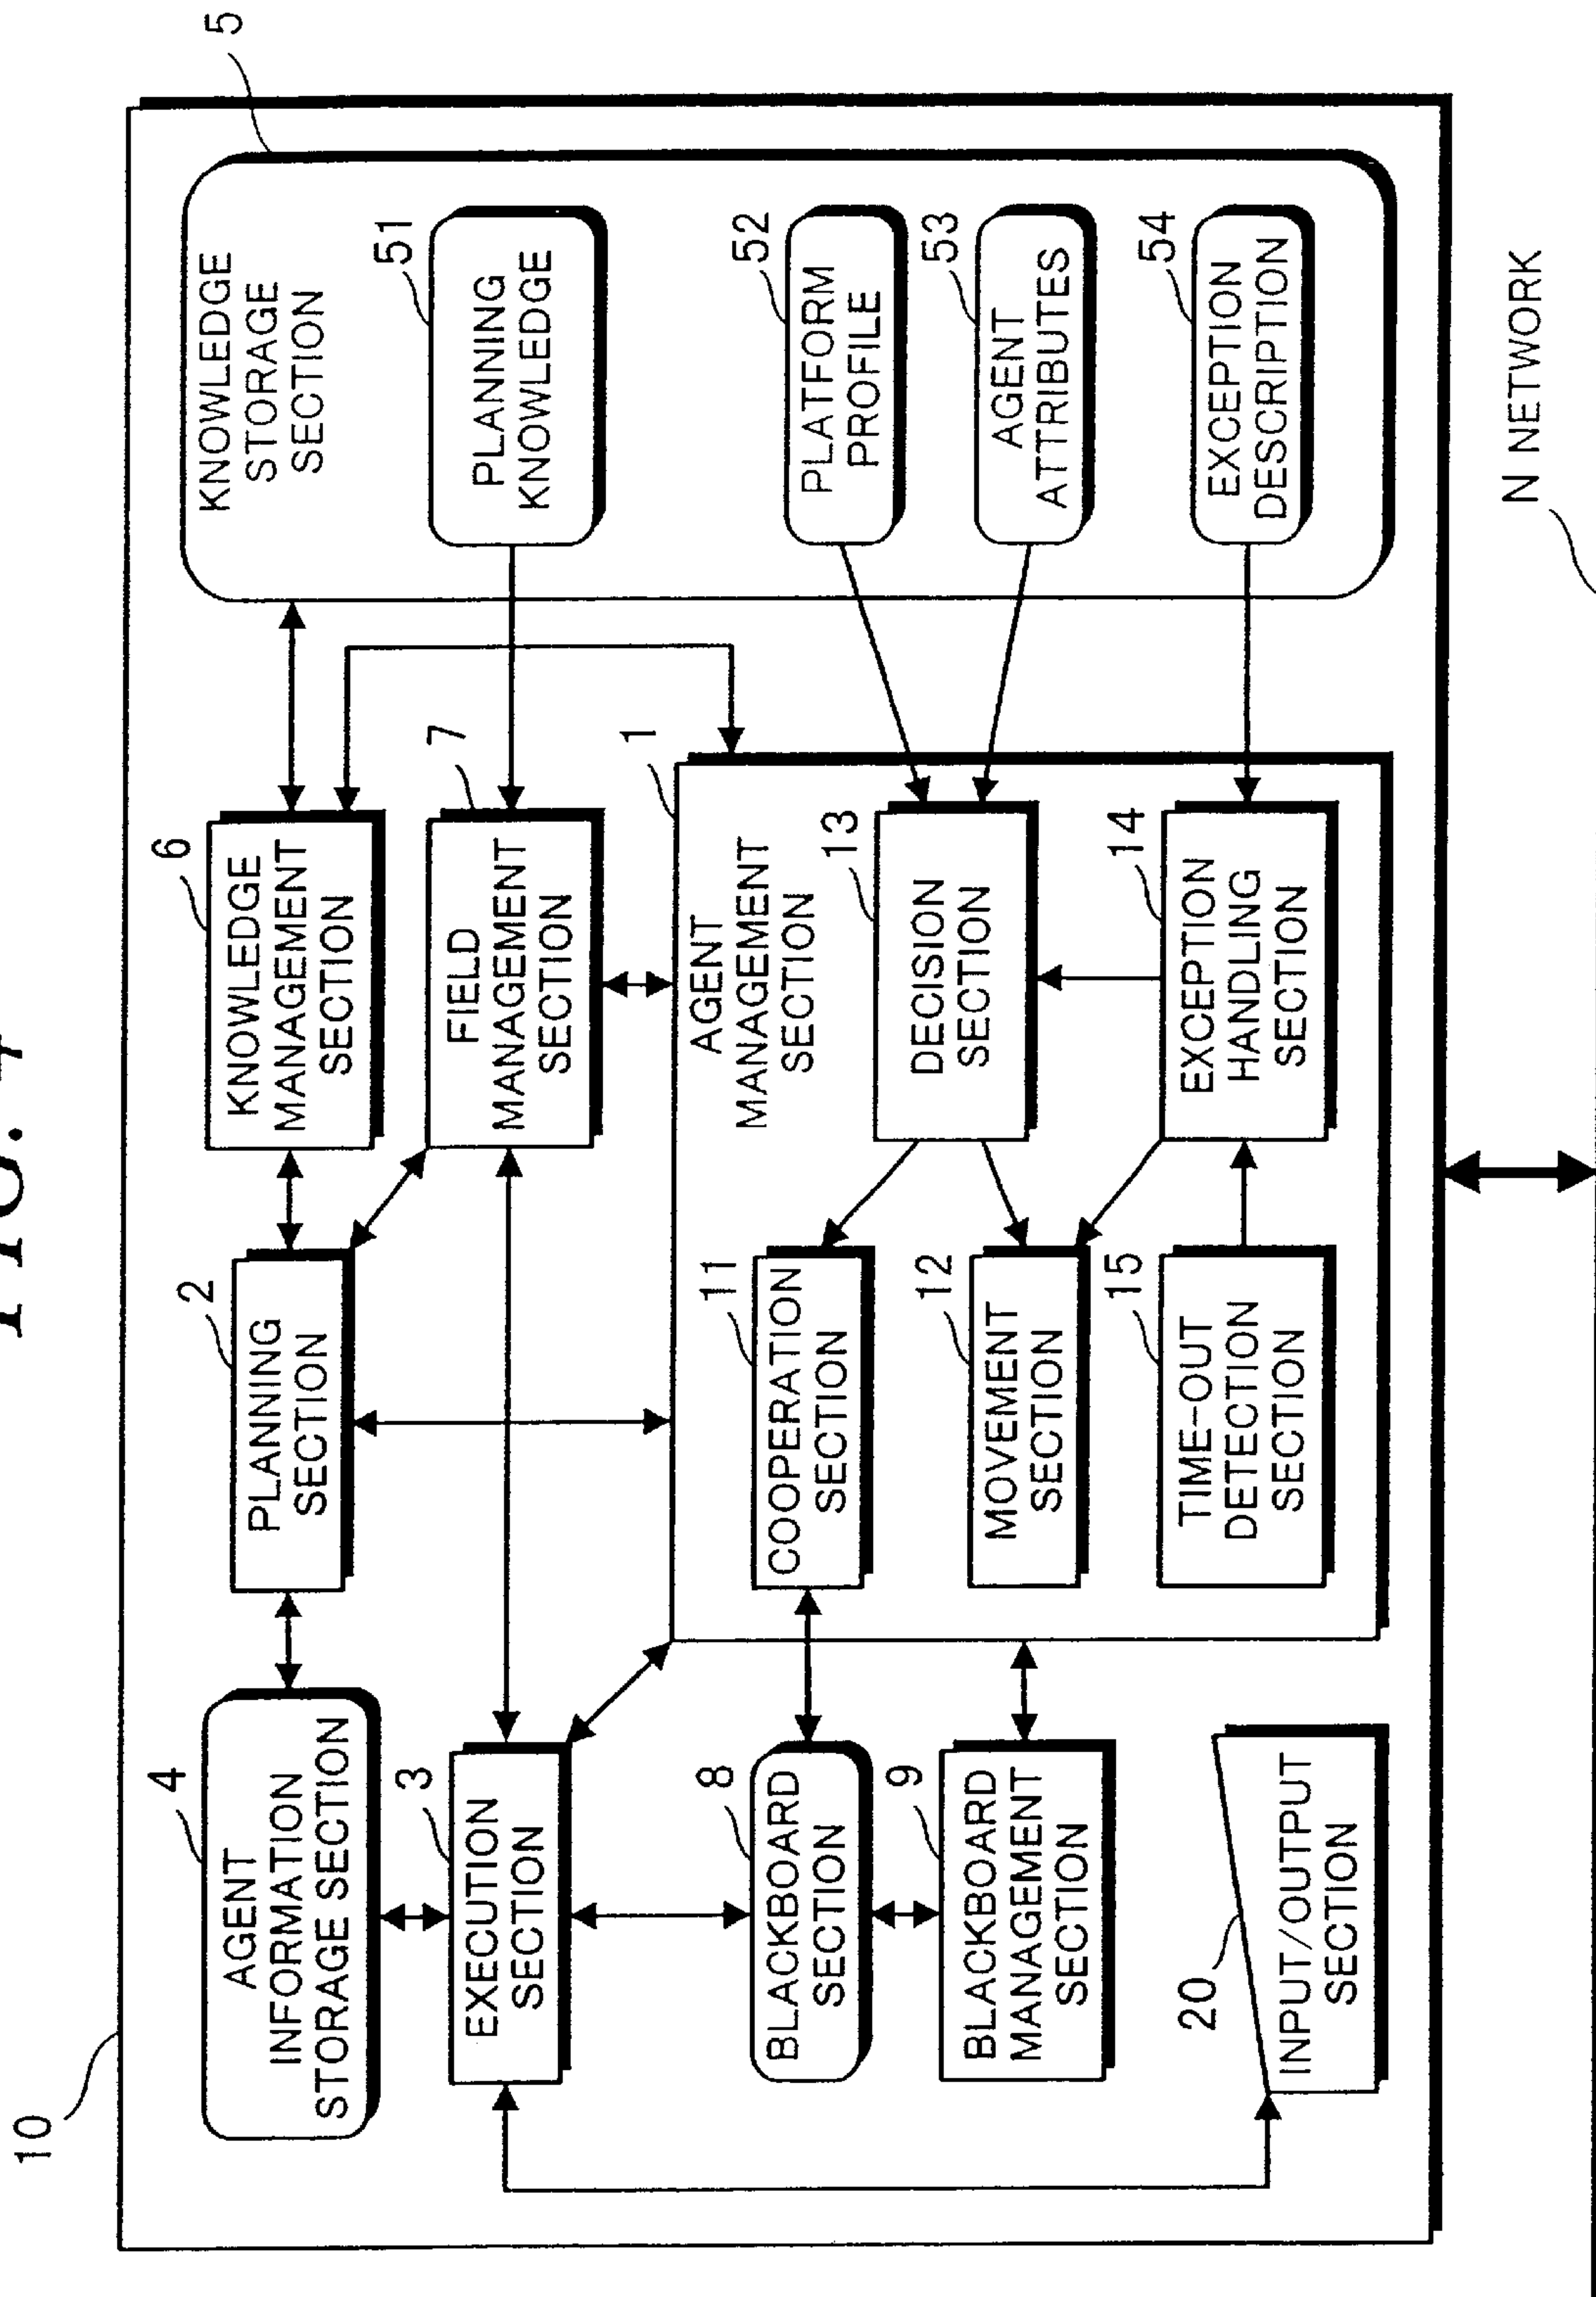 FIG. 4
10
4
AGENT
INFORMATION
STORAGE SECTION
2
PLANNING
SECTION
6
KNOWLEDGE
MANAGEMENT
SECTION
KNOWLEDGE
STORAGE
SECTION
5
3
EXECUTION
SECTION
7
FIELD
MANAGEMENT
SECTION
51
PLANNING
KNOWLEDGE
1
AGENT
MANAGEMENT
SECTION
8
BLACKBOARD
SECTION
11
COOPERATION
SECTION
13
DECISION
SECTION
52
PLATFORM
PROFILE
9
BLACKBOARD
MANAGEMENT
SECTION
12
MOVEMENT
SECTION
53
AGENT
ATTRIBUTES
20
INPUT/OUTPUT
SECTION
15
TIME-OUT
DETECTION
SECTION
14
EXCEPTION
HANDLING
SECTION
54
EXCEPTION
DESCRIPTION
N NETWORK